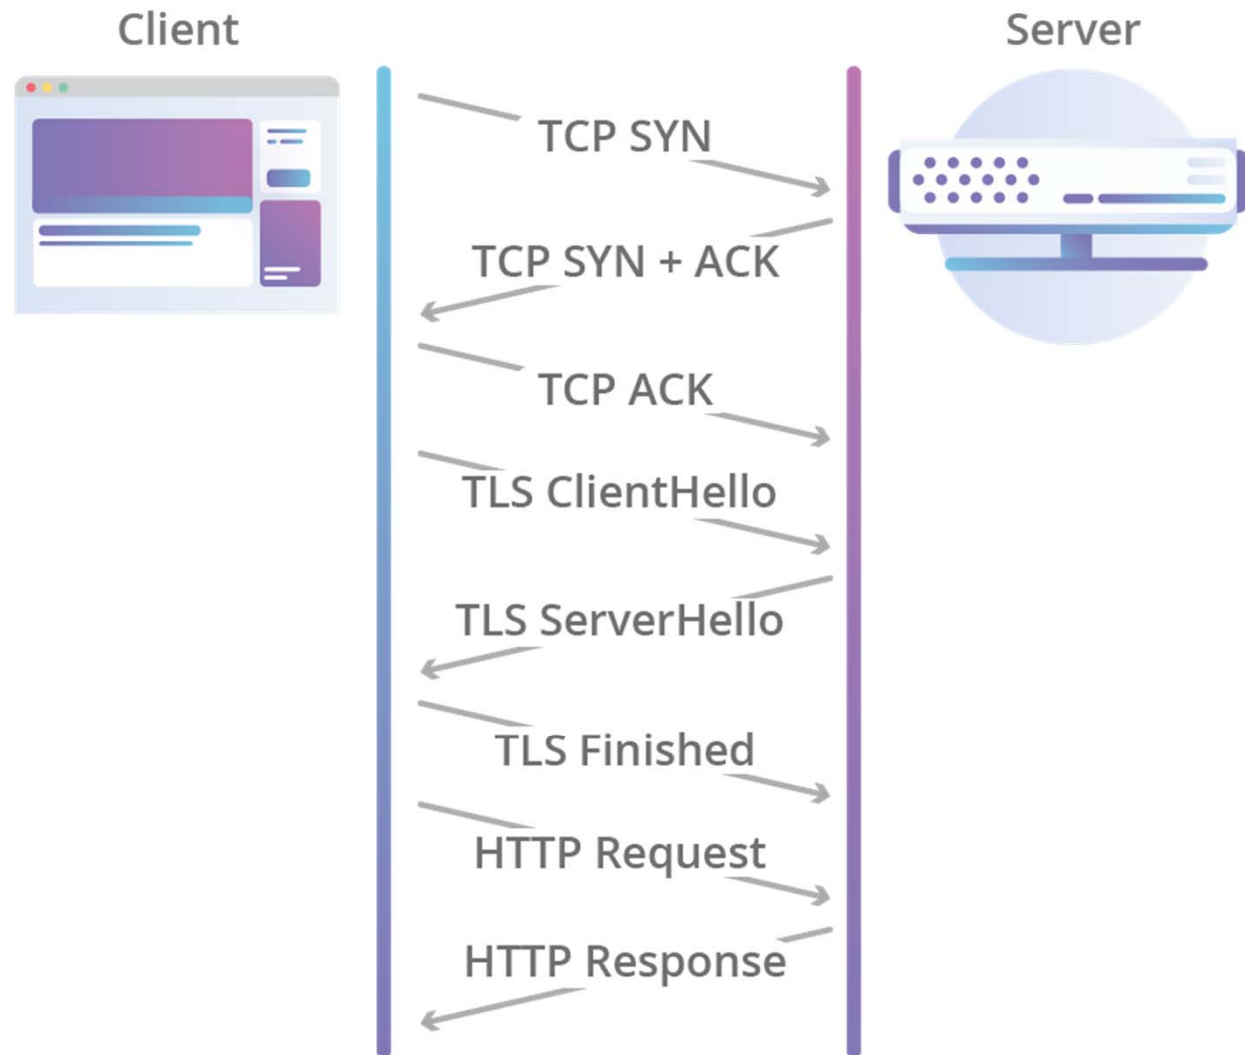 Client
Server
TCP SYN
TCP SYN + ACK
TCP ACK
TLS ClientHello
TLS ServerHello
TLS Finished
HTTP Request
HTTP Response